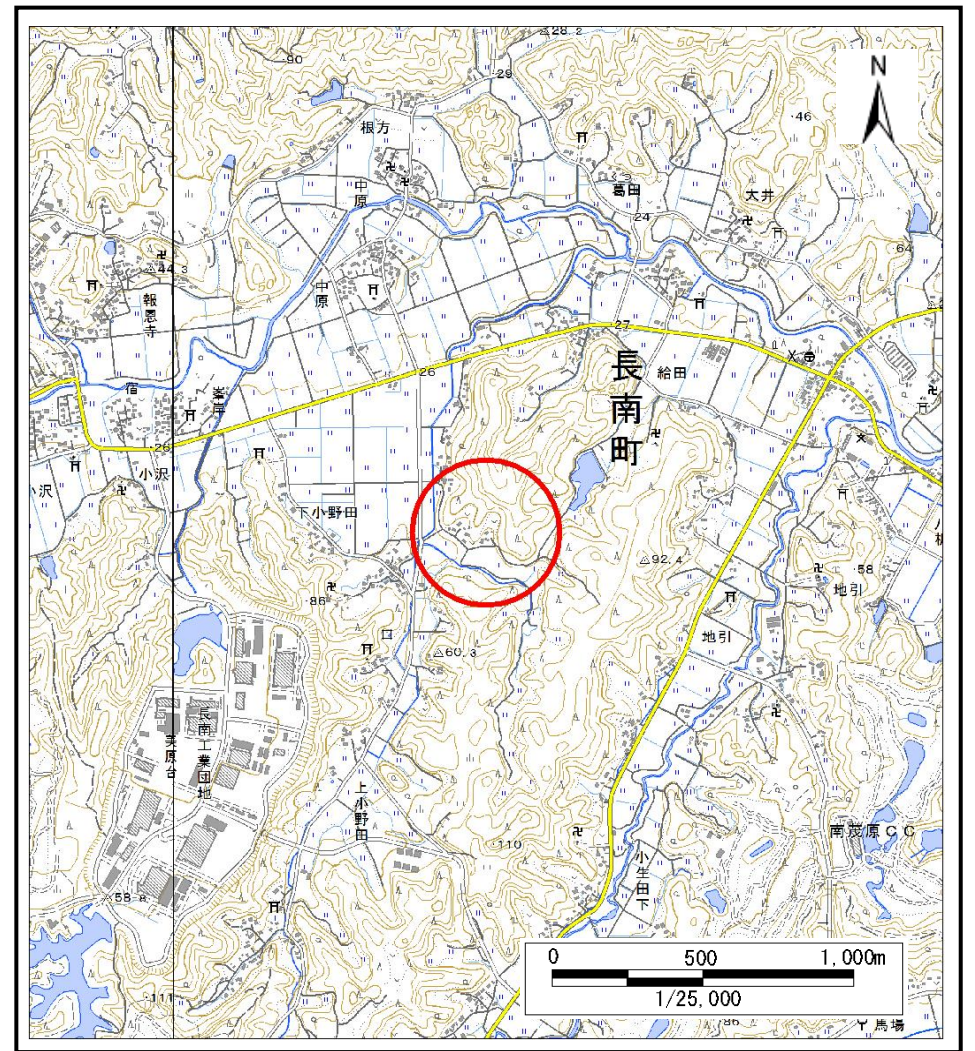 28.2
90
29
N
46
根方
中原
葛田
くず
大井
24
64
44.3
中原
報恩寺
27
26
長南町
給田
宿
26
小沢
下小野田
92.4
58
地引
86
地引
60.3
長南工業団地
美原台
上小野田
110
南茂原CC
小生田下
58.8
0 500 1,000m
1/25,000
111
86
馬場